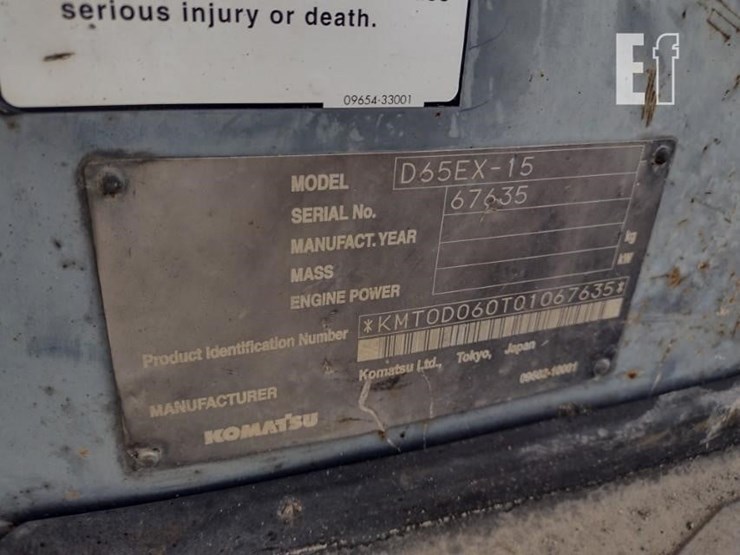 serious injury or death.
09654-33001
Ef
MODEL D65EX-15
SERIAL No. 67635
MANUFACT. YEAR
MASS kg
ENGINE POWER kW
Product Identification Number *KMT0D060T01067635*
Komatsu Ltd., Tokyo, Japan
MANUFACTURER
KOMATSU